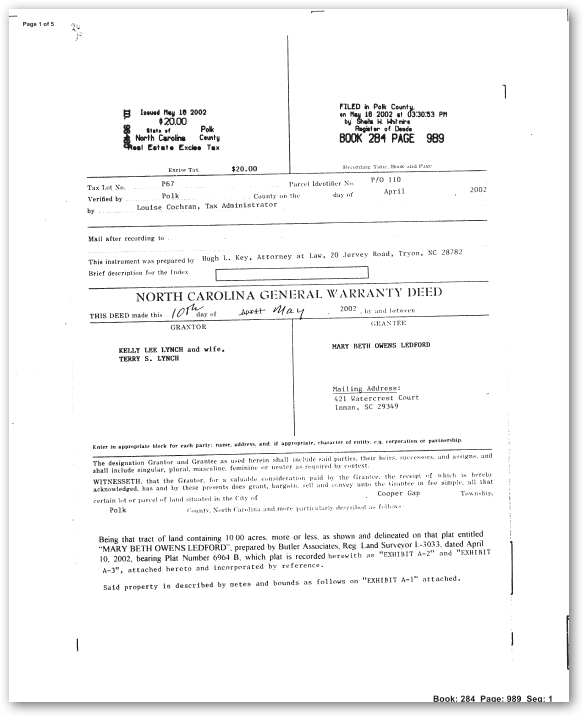 Page 1 of 5
Issued May 16 2002
$20.00
State of Polk
North Carolina County
Real Estate Excise Tax
FILED in Polk County,
on May 16 2002 at 03:30:53 PM
by Sheila W. Whitmire
Register of Deeds
BOOK 284 PAGE 989
Excise Tax $20.00 Recording Time, Book and Page
Tax Lot No. P67 Parcel Identifier No. P/O 110
Verified by Polk County on the day of April , 2002
by Louise Cochran, Tax Administrator
Mail after recording to
This instrument was prepared by Hugh L. Key, Attorney at Law, 20 Jervey Road, Tryon, NC 28782
Brief description for the Index
NORTH CAROLINA GENERAL WARRANTY DEED
THIS DEED made this 10th day of April May , 2002 , by and between
GRANTOR GRANTEE
KELLY LEE LYNCH and wife,
TERRY S. LYNCH
MARY BETH OWENS LEDFORD
Mailing Address:
421 Watercrest Court
Inman, SC 29349
Enter in appropriate block for each party: name, address, and, if appropriate, character of entity, e.q. corporation or partnership.
The designation Grantor and Grantee as used herein shall include said parties, their heirs, successors, and assigns, and
shall include singular, plural, masculine, feminine or neuter as required by context.
WITNESSETH, that the Grantor, for a valuable consideration paid by the Grantee, the receipt of which is hereby
acknowledged, has and by these presents does grant, bargain, sell and convey unto the Grantee in fee simple, all that
certain lot or parcel of land situated in the City of , Cooper Gap Township,
Polk County, North Carolina and more particularly described as follows:
Being that tract of land containing 10.00 acres, more or less, as shown and delineated on that plat entitled
"MARY BETH OWENS LEDFORD", prepared by Butler Associates, Reg. Land Surveyor L-3033, dated April
10, 2002, bearing Plat Number 6964 B, which plat is recorded herewith as "EXHIBIT A-2" and "EXHIBIT
A-3", attached hereto and incorporated by reference.
Said property is described by metes and bounds as follows on "EXHIBIT A-1" attached.
Book: 284 Page: 989 Seq: 1